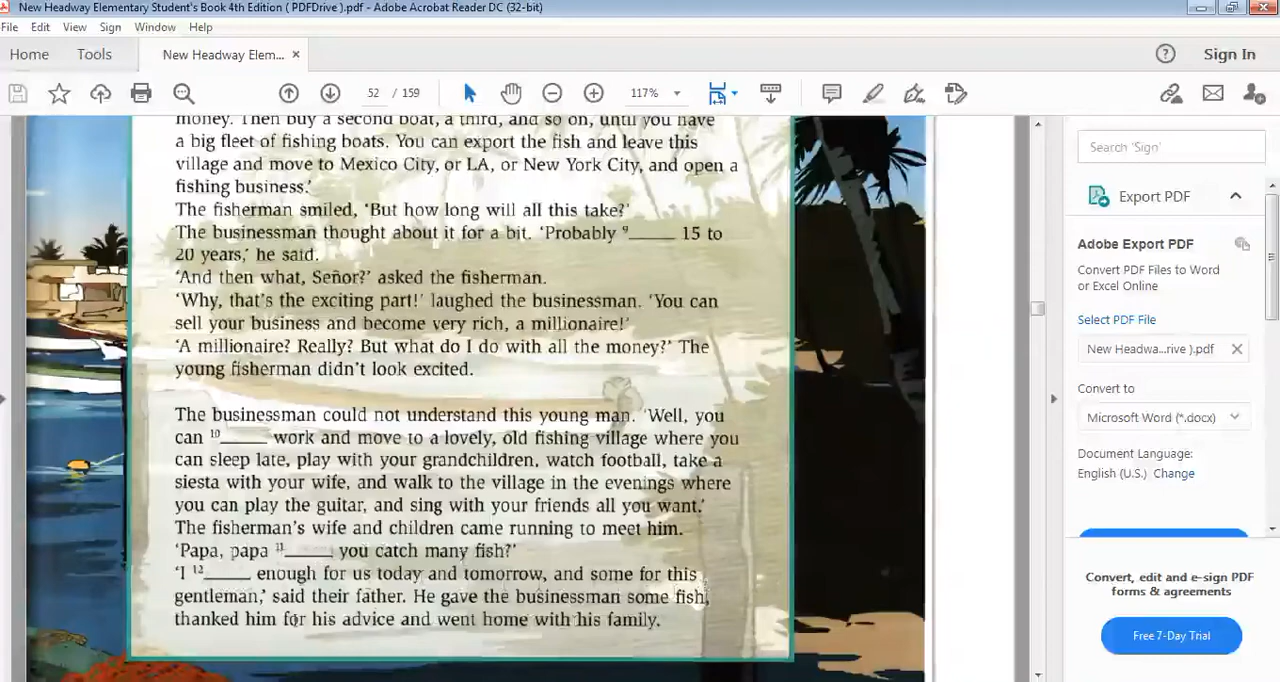 New Headway Elementary Student's Book 4th Edition ( PDFDrive ).pdf - Adobe Acrobat Reader DC (32-bit)
File Edit View Sign Window Help
Home Tools New Headway Elem... × Sign In
52 / 159 117%
money. Then buy a second boat, a third, and so on, until you have
a big fleet of fishing boats. You can export the fish and leave this
village and move to Mexico City, or LA, or New York City, and open a
fishing business.'
The fisherman smiled, 'But how long will all this take?'
The businessman thought about it for a bit. 'Probably 9_____ 15 to
20 years,' he said.
'And then what, Señor?' asked the fisherman.
'Why, that's the exciting part!' laughed the businessman. 'You can
sell your business and become very rich, a millionaire!'
'A millionaire? Really? But what do I do with all the money?' The
young fisherman didn't look excited.
The businessman could not understand this young man. 'Well, you
can 10_____ work and move to a lovely, old fishing village where you
can sleep late, play with your grandchildren, watch football, take a
siesta with your wife, and walk to the village in the evenings where
you can play the guitar, and sing with your friends all you want.'
The fisherman's wife and children came running to meet him.
'Papa, papa 11_____ you catch many fish?'
'I 12_____ enough for us today and tomorrow, and some for this
gentleman,' said their father. He gave the businessman some fish,
thanked him for his advice and went home with his family.
Search 'Sign'
Export PDF
Adobe Export PDF
Convert PDF Files to Word
or Excel Online
Select PDF File
New Headwa...rive ).pdf
Convert to
Microsoft Word (*.docx)
Document Language:
English (U.S.) Change
Convert, edit and e-sign PDF
forms & agreements
Free 7-Day Trial